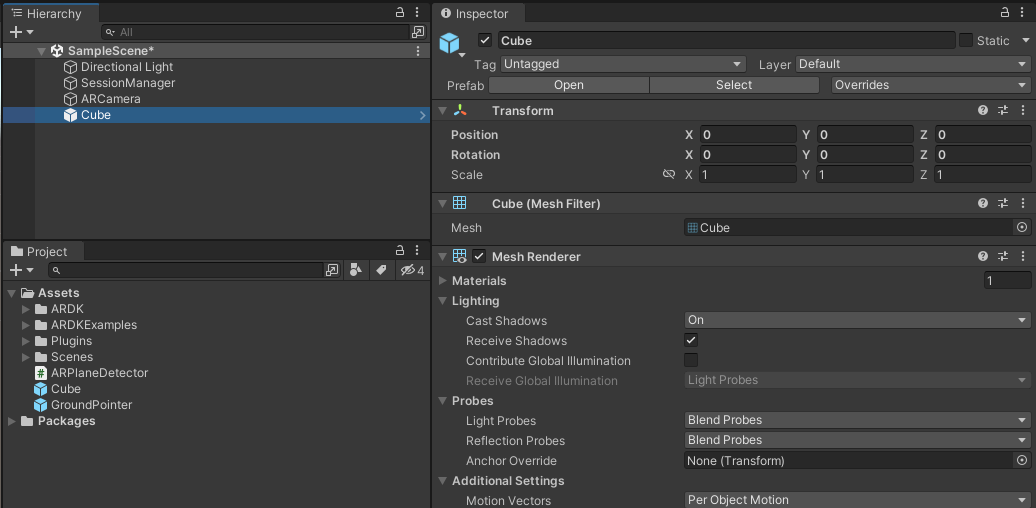 Hierarchy
All
SampleScene*
Directional Light
SessionManager
ARCamera
Cube
Project
4
Assets
ARDK
ARDKExamples
Plugins
Scenes
ARPlaneDetector
Cube
GroundPointer
Packages
Inspector
Cube Static
Tag Untagged Layer Default
Prefab Open Select Overrides
Transform
Position X 0 Y 0 Z 0
Rotation X 0 Y 0 Z 0
Scale X 1 Y 1 Z 1
Cube (Mesh Filter)
Mesh Cube
Mesh Renderer
Materials 1
Lighting
Cast Shadows On
Receive Shadows
Contribute Global Illumination
Receive Global Illumination Light Probes
Probes
Light Probes Blend Probes
Reflection Probes Blend Probes
Anchor Override None (Transform)
Additional Settings
Motion Vectors Per Object Motion